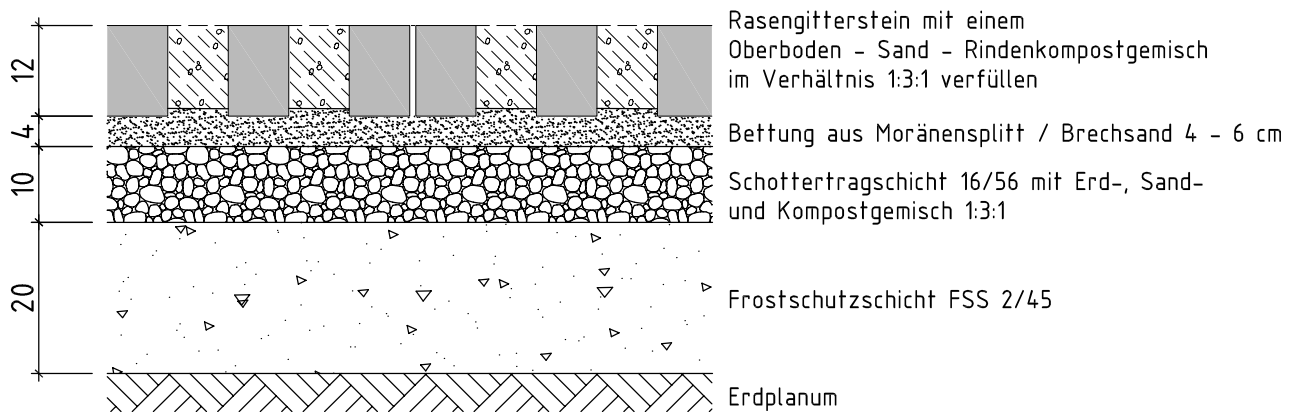 Rasengitterstein mit einem
Oberboden - Sand - Rindenkompostgemisch
im Verhältnis 1:3:1 verfüllen
12
4
Bettung aus Moränensplitt / Brechsand 4 - 6 cm
10
Schottertragschicht 16/56 mit Erd-, Sand-
und Kompostgemisch 1:3:1
20
Frostschutzschicht FSS 2/45
Erdplanum